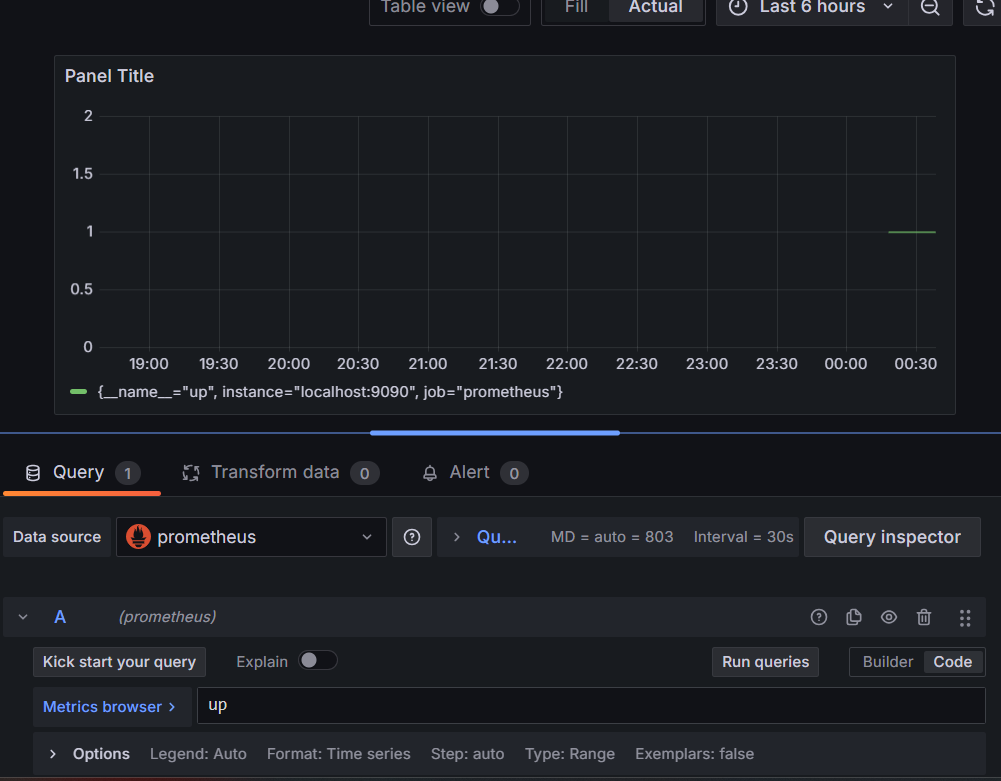 Table view Fill Actual Last 6 hours
Panel Title
2
1.5
1
0.5
0
19:00 19:30 20:00 20:30 21:00 21:30 22:00 22:30 23:00 23:30 00:00 00:30
{__name__="up", instance="localhost:9090", job="prometheus"}
Query 1 Transform data 0 Alert 0
Data source prometheus Qu... MD = auto = 803 Interval = 30s Query inspector
A (prometheus)
Kick start your query Explain Run queries Builder Code
Metrics browser > up
> Options Legend: Auto Format: Time series Step: auto Type: Range Exemplars: false